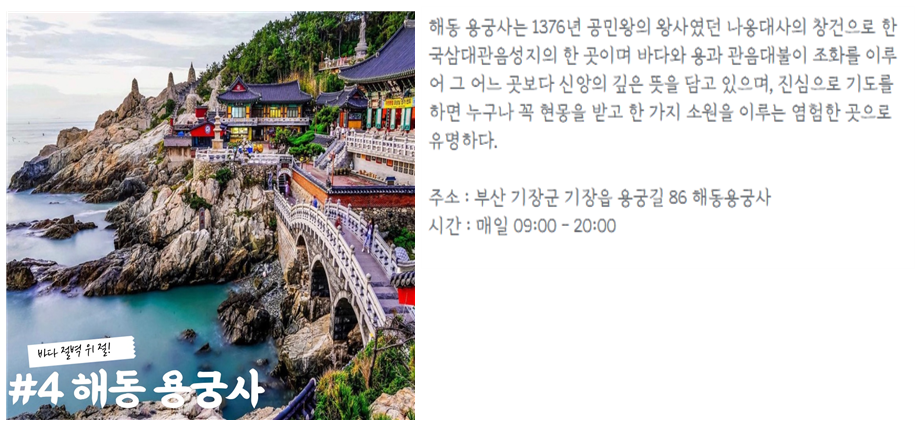 바다 절벽 위 절!
#4 해동 용궁사
해동 용궁사는 1376년 공민왕의 왕사였던 나옹대사의 창건으로 한
국삼대관음성지의 한 곳이며 바다와 용과 관음대불이 조화를 이루
어 그 어느 곳보다 신앙의 깊은 뜻을 담고 있으며, 진심으로 기도를
하면 누구나 꼭 현몽을 받고 한 가지 소원을 이루는 염험한 곳으로
유명하다.
주소 : 부산 기장군 기장읍 용궁길 86 해동용궁사
시간 : 매일 09:00 - 20:00